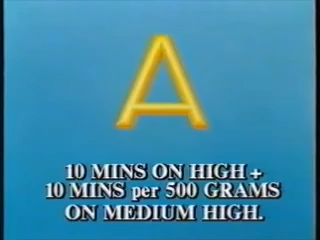 A
10 MINS ON HIGH +
10 MINS per 500 GRAMS
ON MEDIUM HIGH.